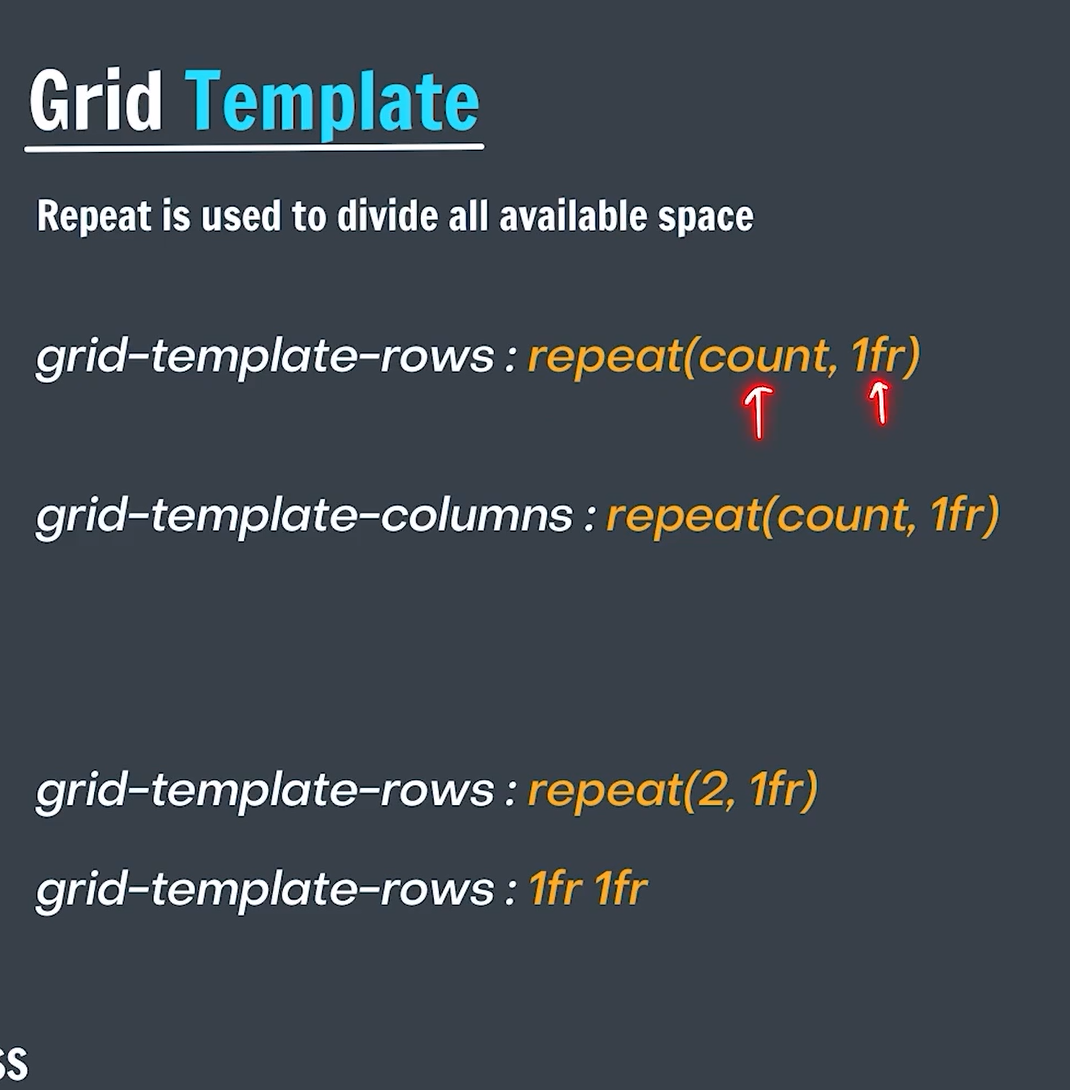 Grid Template
Repeat is used to divide all available space
grid-template-rows : repeat(count, 1fr)
grid-template-columns : repeat(count, 1fr)
grid-template-rows : repeat(2, 1fr)
grid-template-rows : 1fr 1fr